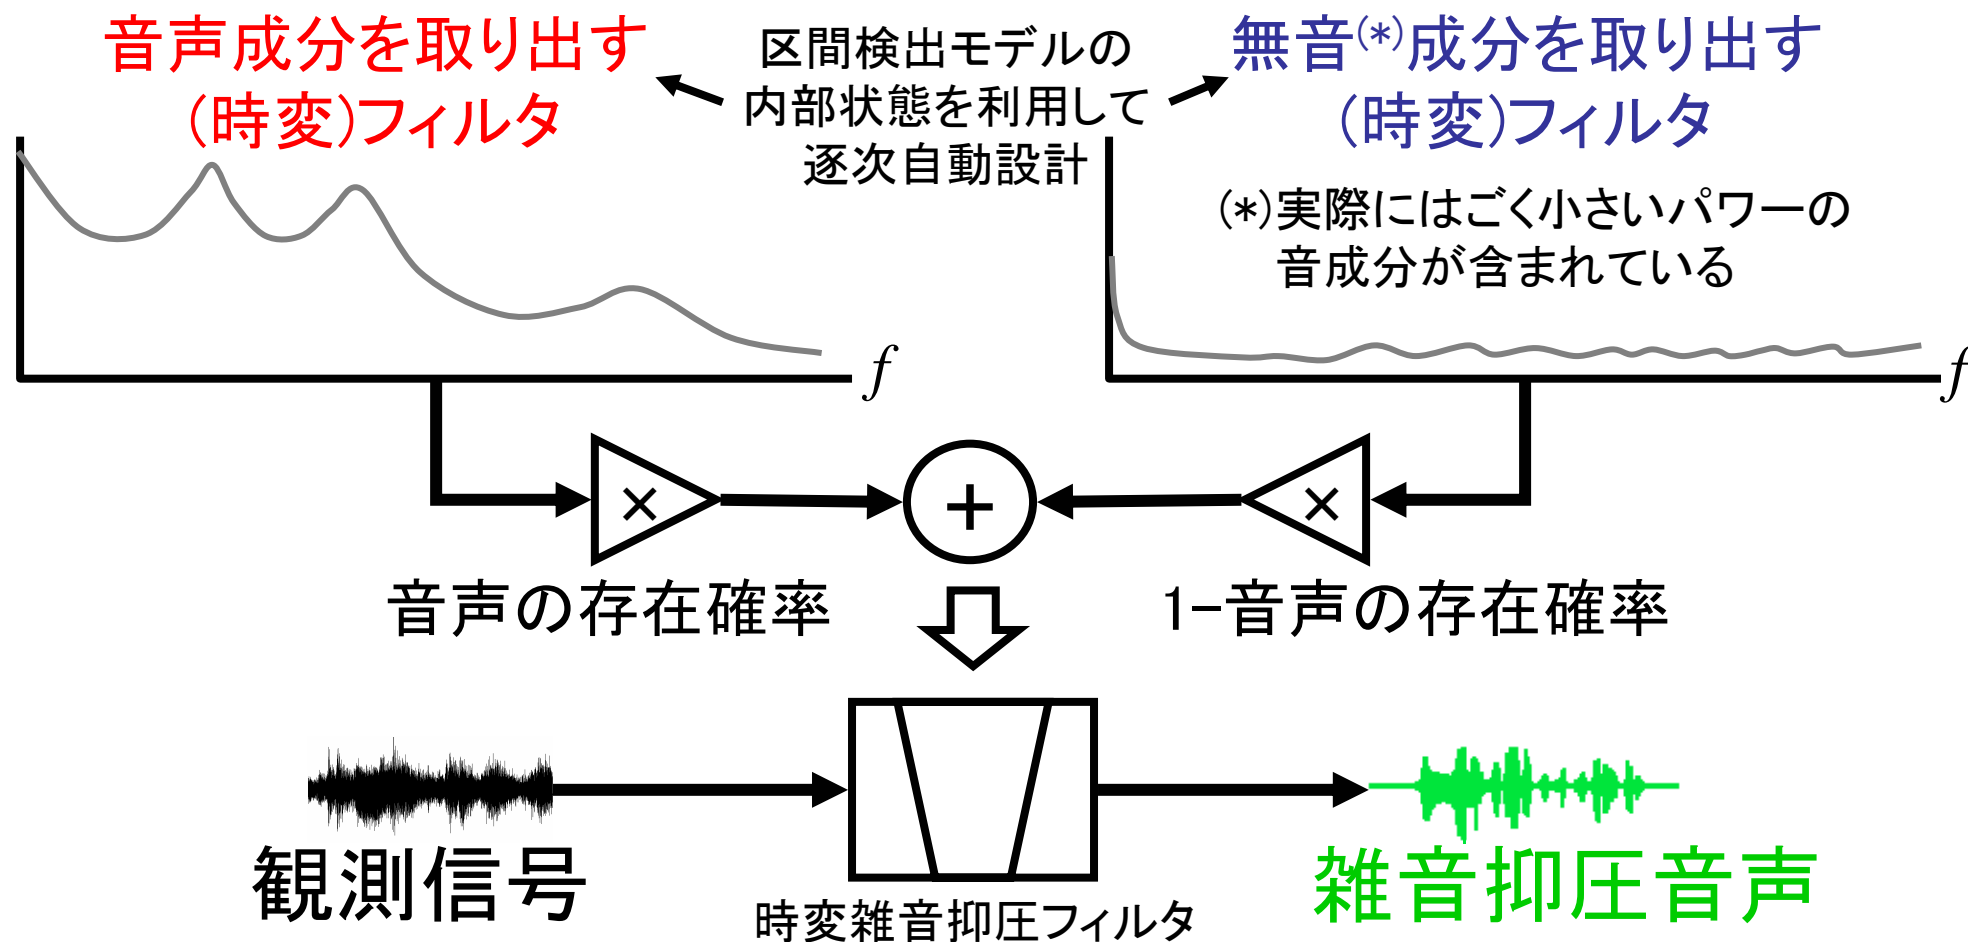 音声成分を取り出す
(時変)フィルタ
区間検出モデルの
内部状態を利用して
逐次自動設計
無音(*)成分を取り出す
(時変)フィルタ
(*)実際にはごく小さいパワーの
音成分が含まれている
f
f
×
+
×
音声の存在確率
1-音声の存在確率
観測信号
時変雑音抑圧フィルタ
雑音抑圧音声